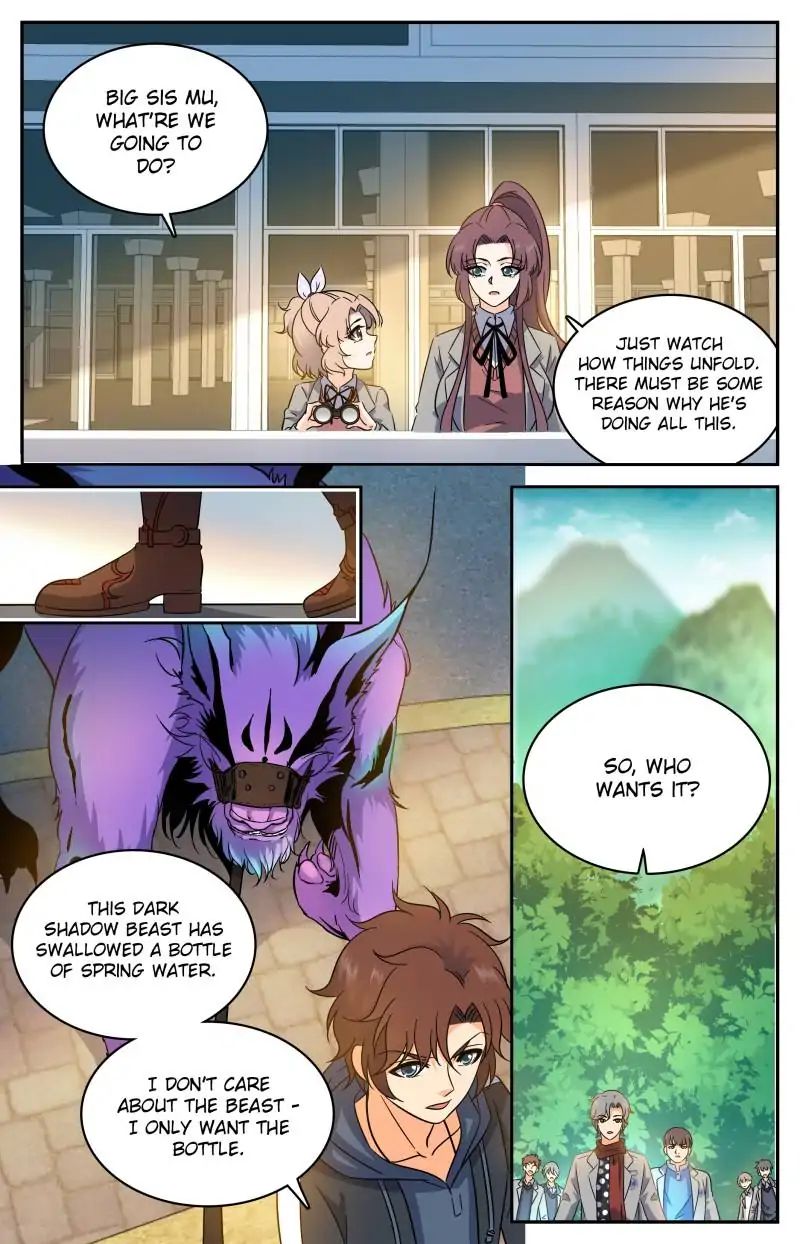 BIG SIS MU,
WHAT'RE WE
GOING TO
DO?
JUST WATCH
HOW THINGS UNFOLD.
THERE MUST BE SOME
REASON WHY HE'S
DOING ALL THIS.
SO, WHO
WANTS IT?
THIS DARK
SHADOW BEAST HAS
SWALLOWED A BOTTLE
OF SPRING WATER.
I DON'T CARE
ABOUT THE BEAST -
I ONLY WANT THE
BOTTLE.